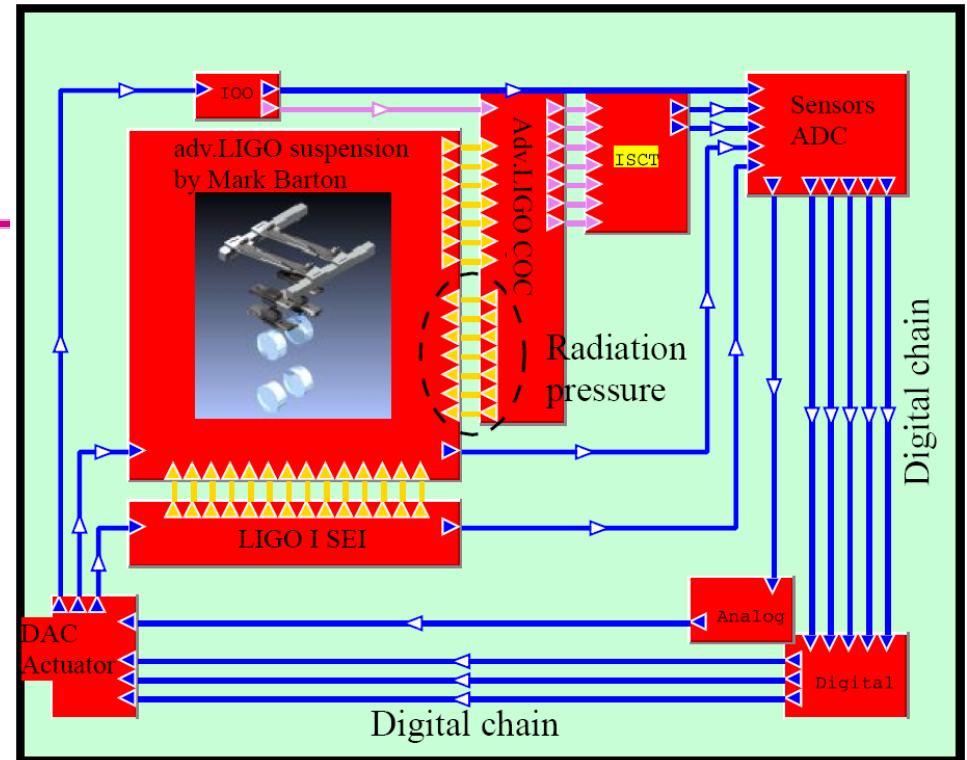 IOO
Sensors
ADC
adv.LIGO suspension
by Mark Barton
Adv.LIGO COC
ISCT
Radiation
pressure
Digital chain
LIGO I SEI
DAC
Actuator
Analog
Digital
Digital chain